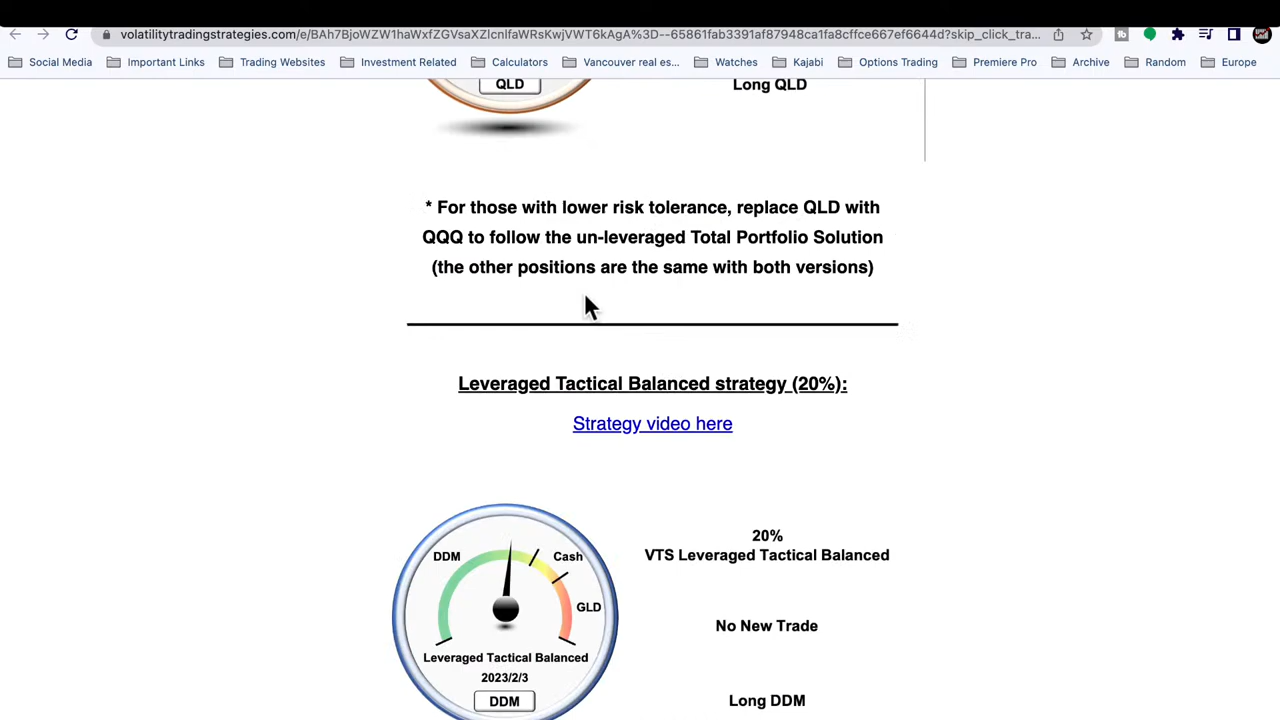 volatilitytradingstrategies.com/e/BAh7BjoWZW1haWxfZGVsaXZlcnlfaWRsKwjVWT6kAgA%3D--65861fab3391af87948ca1fa8cffce667ef6644d?skip_click_tra...
Social Media Important Links Trading Websites Investment Related Calculators Vancouver real es... Watches Kajabi Options Trading Premiere Pro Archive Random Europe
QLD
Long QLD
* For those with lower risk tolerance, replace QLD with
QQQ to follow the un-leveraged Total Portfolio Solution
(the other positions are the same with both versions)
Leveraged Tactical Balanced strategy (20%):
Strategy video here
DDM Cash
GLD
Leveraged Tactical Balanced
2023/2/3
DDM
20%
VTS Leveraged Tactical Balanced
No New Trade
Long DDM